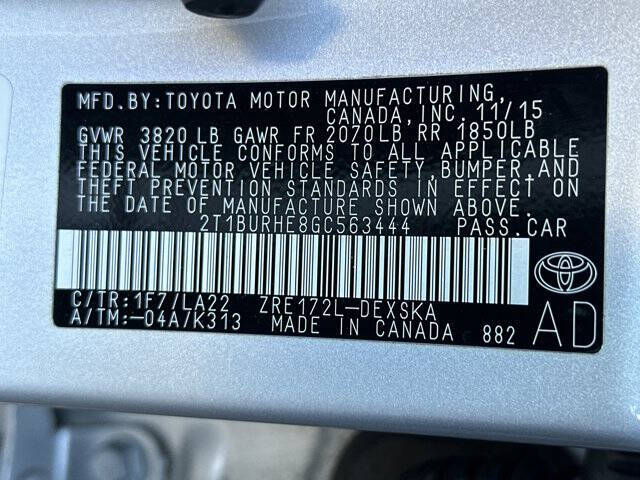 MFD.BY:TOYOTA MOTOR MANUFACTURING,
CANADA,INC. 11/15
GVWR 3820 LB GAWR FR 2070LB RR 1850LB
THIS VEHICLE CONFORMS TO ALL APPLICABLE
FEDERAL MOTOR VEHICLE SAFETY,BUMPER,AND
THEFT PREVENTION STANDARDS IN EFFECT ON
THE DATE OF MANUFACTURE SHOWN ABOVE.
2T1BURHE8GC563444 PASS.CAR
C/TR:1F7/LA22 ZRE172L-DEXSKA
A/TM:-04A/K313 MADE IN CANADA 882
AD